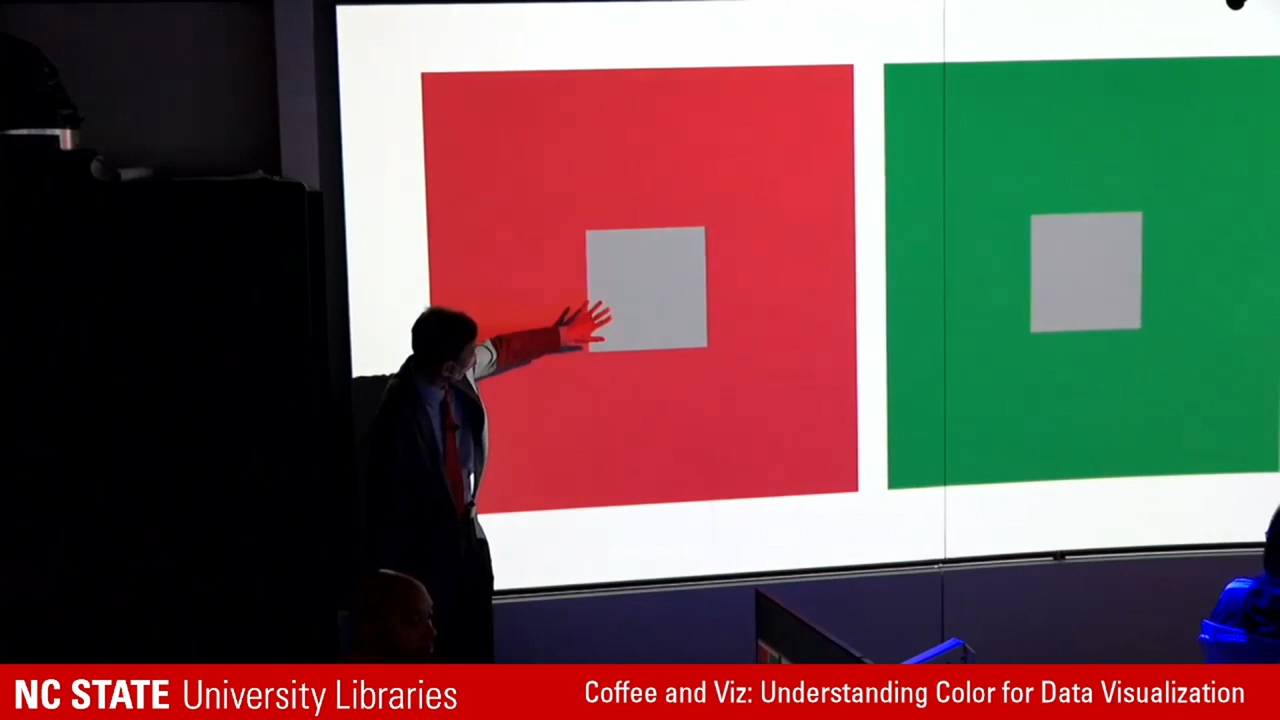 NC STATE University Libraries
Coffee and Viz: Understanding Color for Data Visualization